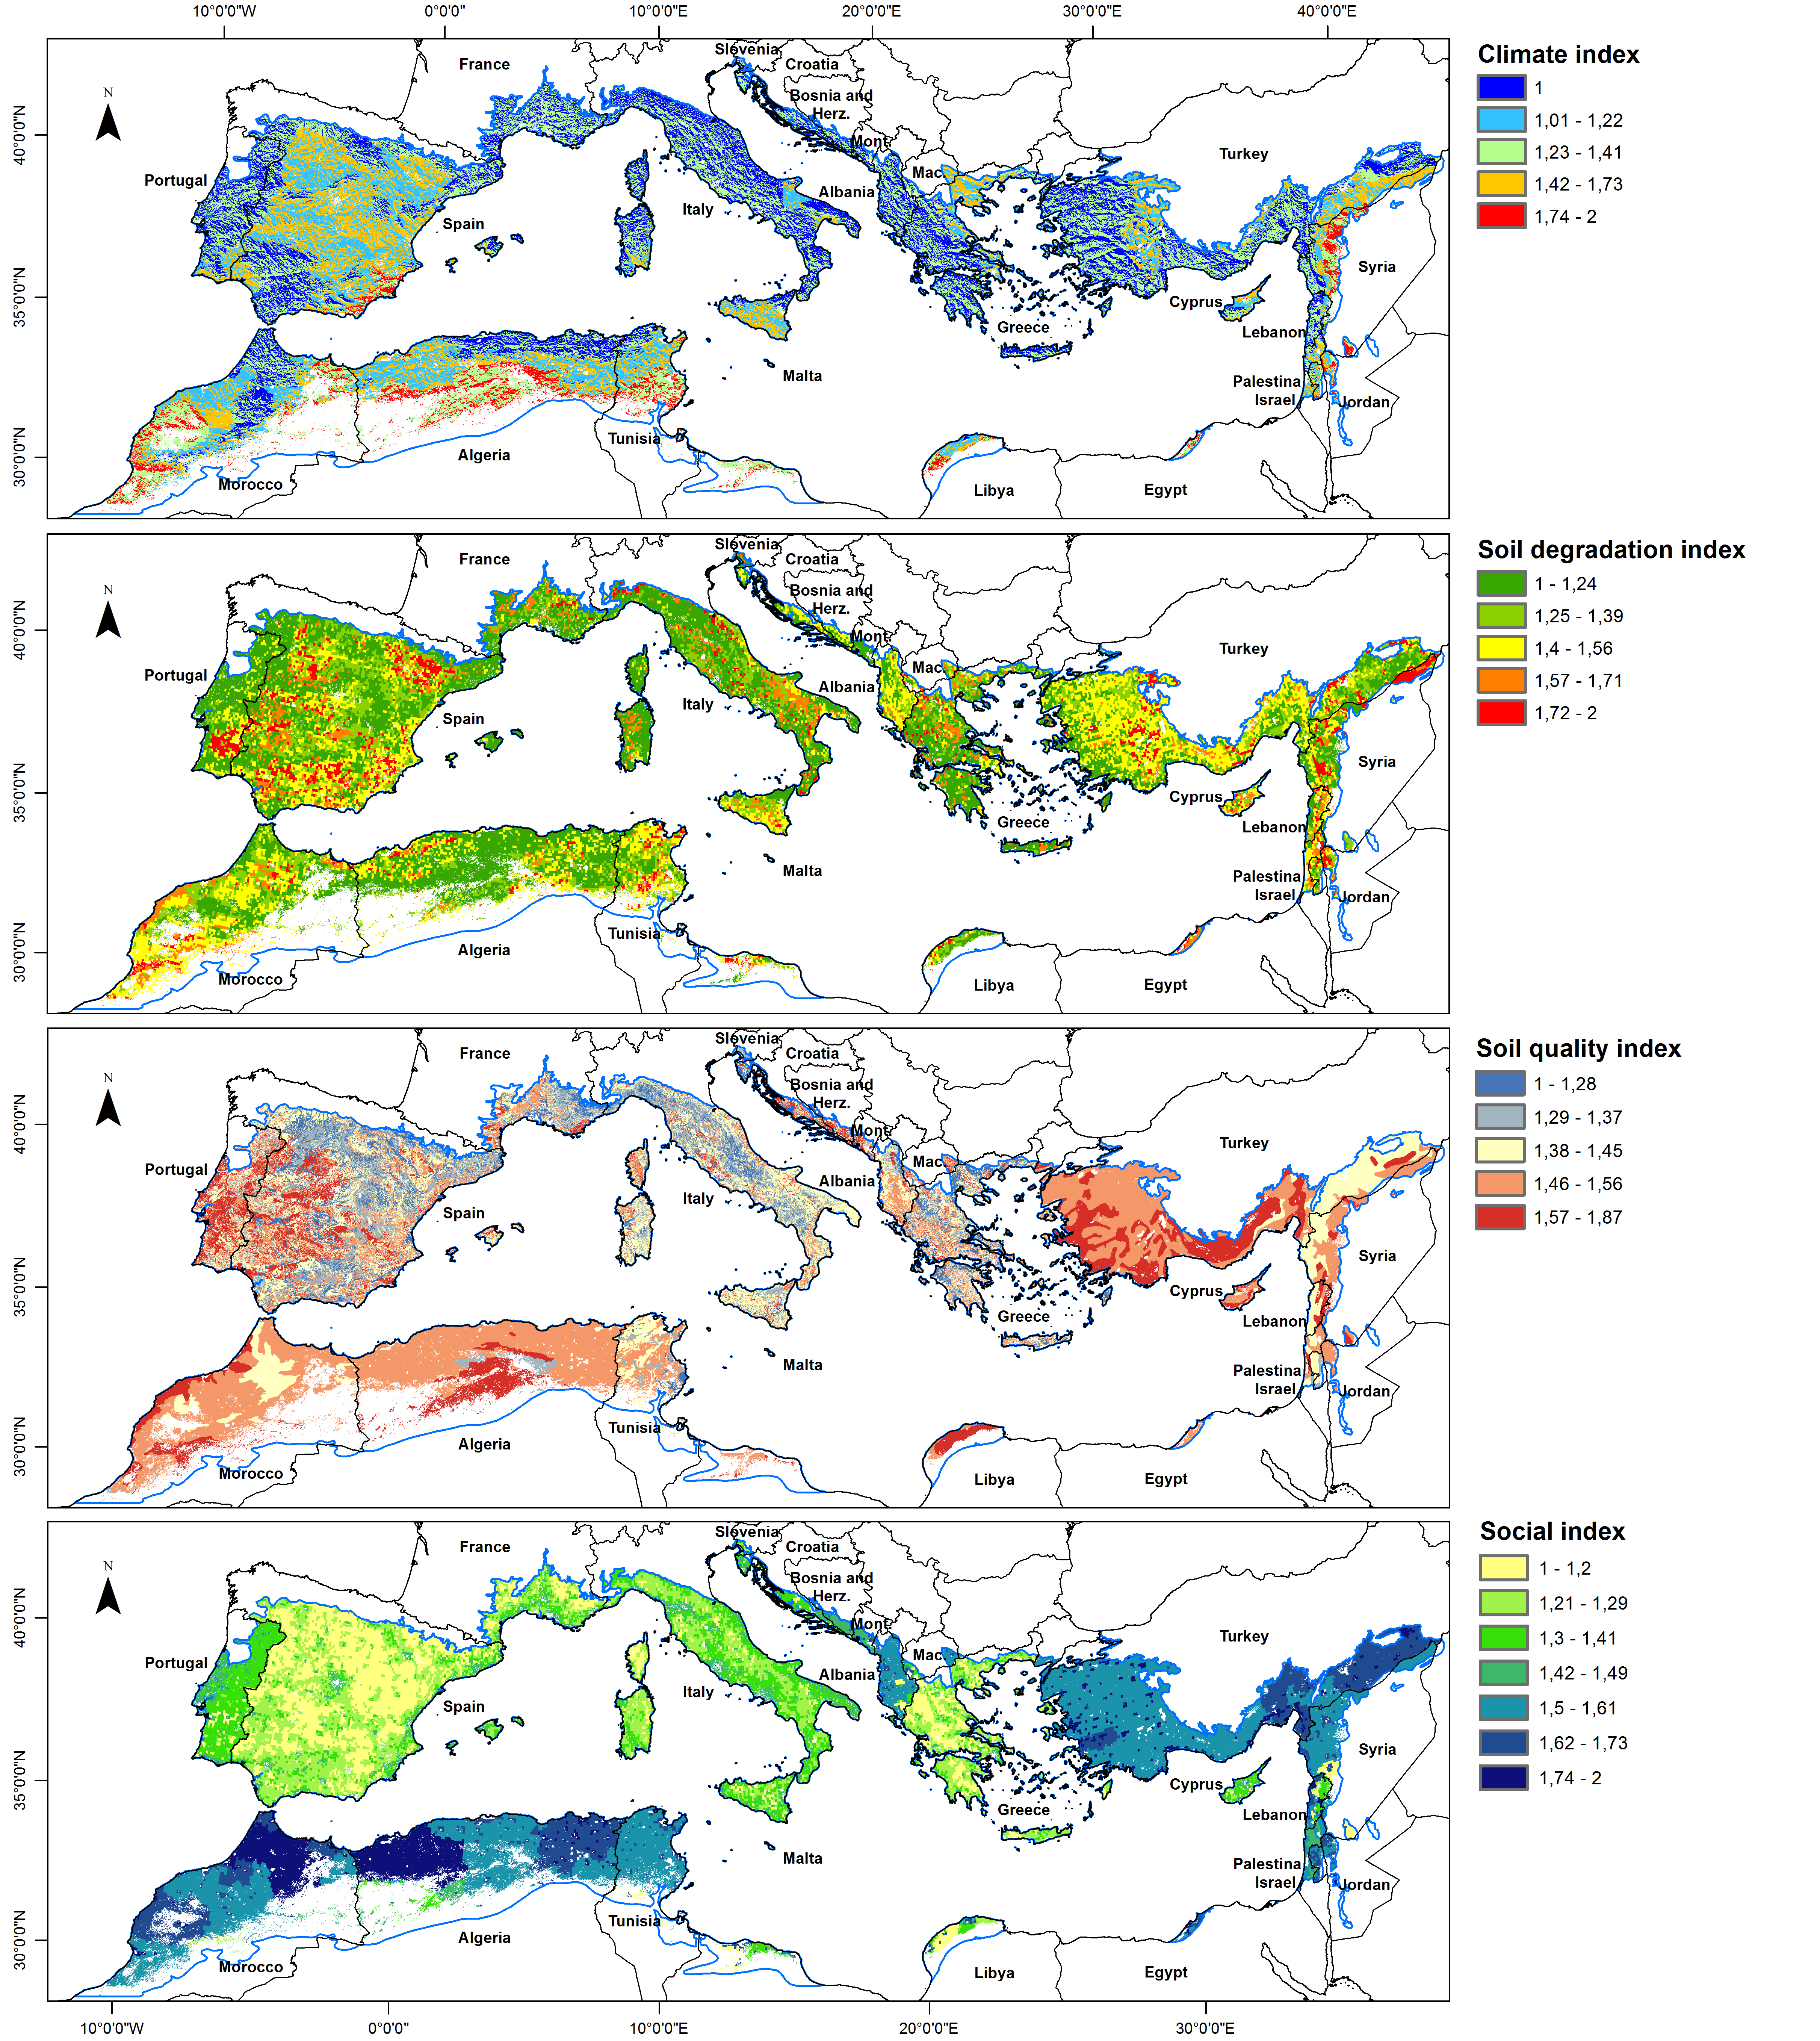 10°0'0"W 0°0'0" 10°0'0"E 20°0'0"E 30°0'0"E 40°0'0"E
Climate index
1
1,01 - 1,22
1,23 - 1,41
1,42 - 1,73
1,74 - 2
N
40°0'0"N
35°0'0"N
30°0'0"N
Slovenia
France
Croatia
Bosnia and
Herz.
Mont.
Mac.
Turkey
Portugal
Albania
Italy
Spain
Syria
Cyprus
Greece
Lebanon
Malta
Palestina
Israel
Jordan
Tunisia
Algeria
Morocco
Libya
Egypt
Soil degradation index
1 - 1,24
1,25 - 1,39
1,4 - 1,56
1,57 - 1,71
1,72 - 2
N
40°0'0"N
35°0'0"N
30°0'0"N
Slovenia
France
Croatia
Bosnia and
Herz.
Mont.
Mac.
Turkey
Portugal
Albania
Italy
Spain
Syria
Cyprus
Greece
Lebanon
Malta
Palestina
Israel
Jordan
Tunisia
Algeria
Morocco
Libya
Egypt
Soil quality index
1 - 1,28
1,29 - 1,37
1,38 - 1,45
1,46 - 1,56
1,57 - 1,87
N
40°0'0"N
35°0'0"N
30°0'0"N
Slovenia
France
Croatia
Bosnia and
Herz.
Mont.
Mac.
Turkey
Portugal
Albania
Italy
Spain
Syria
Cyprus
Greece
Lebanon
Malta
Palestina
Israel
Jordan
Tunisia
Algeria
Morocco
Libya
Egypt
Social index
1 - 1,2
1,21 - 1,29
1,3 - 1,41
1,42 - 1,49
1,5 - 1,61
1,62 - 1,73
1,74 - 2
N
40°0'0"N
35°0'0"N
30°0'0"N
Slovenia
France
Croatia
Bosnia and
Herz.
Mont.
Mac.
Turkey
Portugal
Albania
Italy
Spain
Syria
Cyprus
Greece
Lebanon
Malta
Palestina
Israel
Jordan
Tunisia
Algeria
Morocco
Libya
Egypt
10°0'0"W 0°0'0" 10°0'0"E 20°0'0"E 30°0'0"E